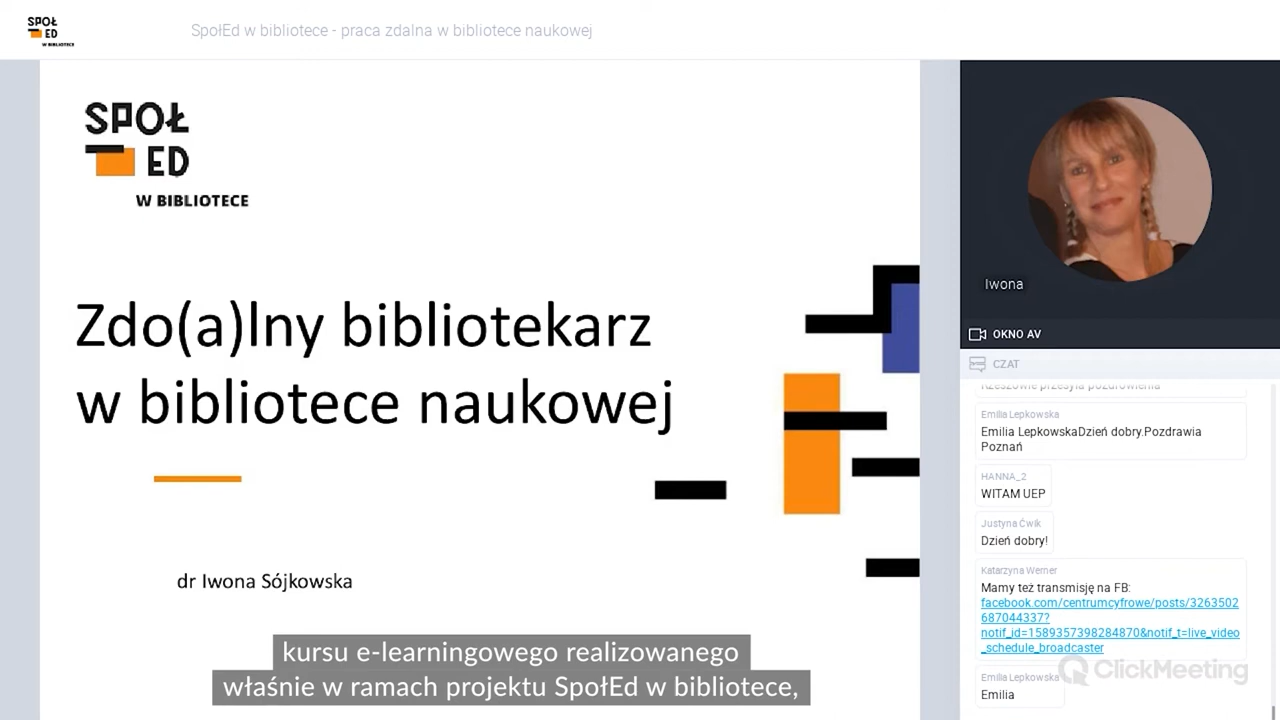 SPOŁ
ED
W BIBLIOTECE
SpołEd w bibliotece - praca zdalna w bibliotece naukowej
SPOŁ
ED
W BIBLIOTECE
Zdo(a)lny bibliotekarz
w bibliotece naukowej
dr Iwona Sójkowska
kursu e-learningowego realizowanego
właśnie w ramach projektu SpołEd w bibliotece,
Iwona
OKNO AV
CZAT
Rzeszowie przesyła pozdrowienia
Emilia Lepkowska
Emilia LepkowskaDzień dobry.Pozdrawia
Poznań
HANNA_2
WITAM UEP
Justyna Ćwik
Dzień dobry!
Katarzyna Werner
Mamy też transmisję na FB:
facebook.com/centrumcyfrowe/posts/3263502
687044337?
notif_id=1589357398284870&notif_t=live_video
_schedule_broadcaster
Emilia Lepkowska
Emilia
ClickMeeting